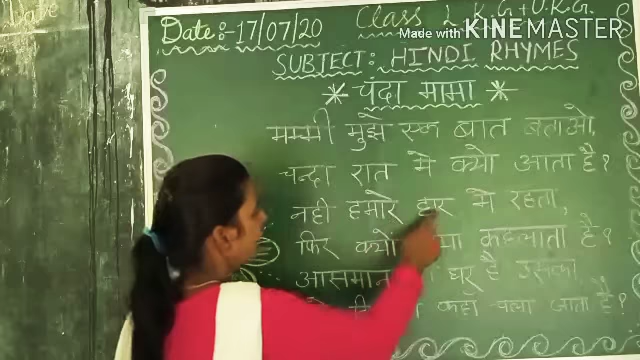 Date:-17/07/20 Class L.K.G+U.K.G.
Made with KINEMASTER
SUBJECT: HINDI RHYMES
* चंदा मामा *
मम्मी मुझे एक बात बताओ,
चन्दा रात मे क्यो आता है?
नही हमारे घर मे रहता,
फिर क्यों मा कहलाता है?
आसमान घर है उसका
कहा चला जाता है?